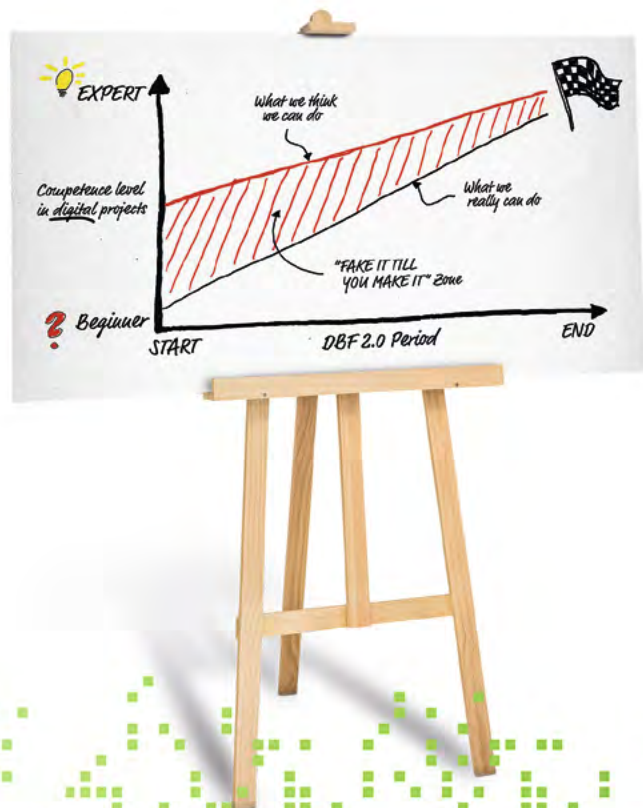 EXPERT
What we think
we can do
Competence level
in digital projects
What we
really can do
"FAKE IT TILL
YOU MAKE IT" Zone
? Beginner
START
DBF 2.0 Period
END